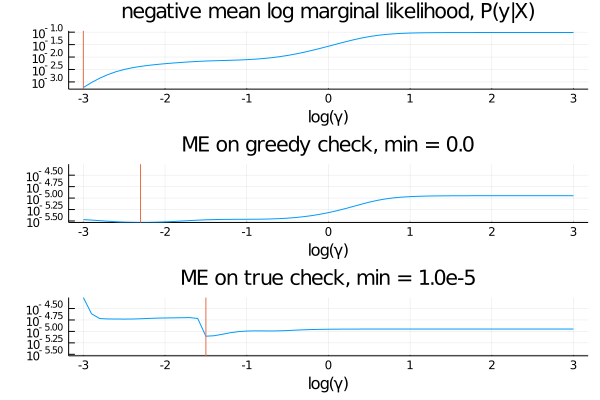 negative mean log marginal likelihood, P(y|X)
10^- 1.0
10^- 1.5
10^- 2.0
10^- 2.5
10^- 3.0
-3 -2 -1 0 1 2 3
log(γ)
ME on greedy check, min = 0.0
10^- 4.50
10^- 4.75
10^- 5.00
10^- 5.25
10^- 5.50
-3 -2 -1 0 1 2 3
log(γ)
ME on true check, min = 1.0e-5
10^- 4.50
10^- 4.75
10^- 5.00
10^- 5.25
10^- 5.50
-3 -2 -1 0 1 2 3
log(γ)